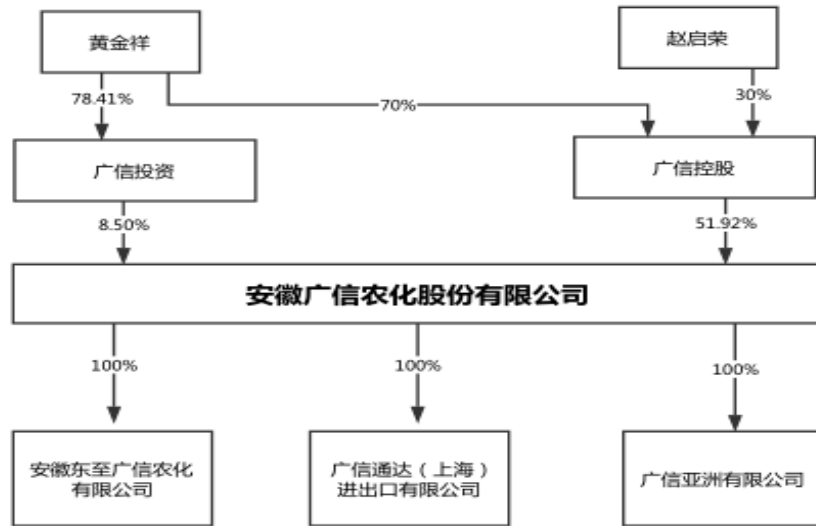 黄金祥
赵启荣
78.41%
70%
30%
广信投资
广信控股
8.50%
51.92%
安徽广信农化股份有限公司
100%
100%
100%
安徽东至广信农化
有限公司
广信通达（上海）
进出口有限公司
广信亚洲有限公司